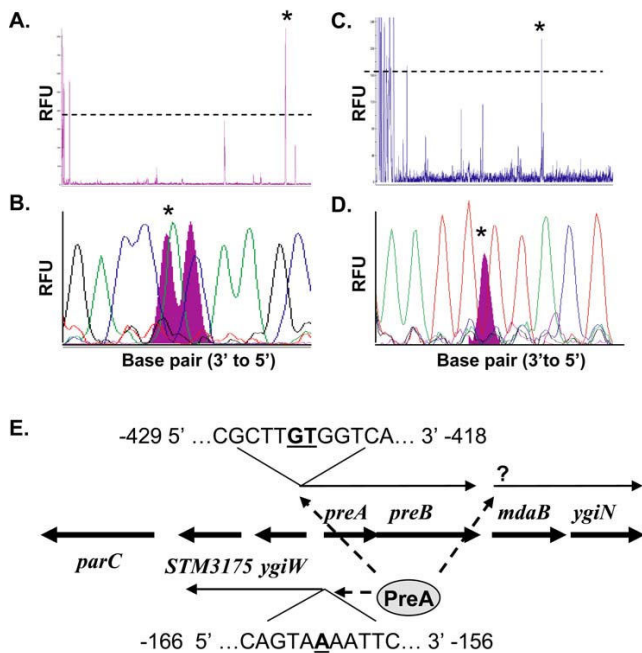 A.
*
RFU
C.
*
RFU
B.
*
RFU
Base pair (3’ to 5’)
D.
*
RFU
Base pair (3’to 5’)
E.
-429 5’ …CGCTTGTGGTCA… 3’ -418
?
preA preB mdaB ygiN
parC STM3175 ygiW
PreA
-166 5’ …CAGTAAAATTC… 3’ -156